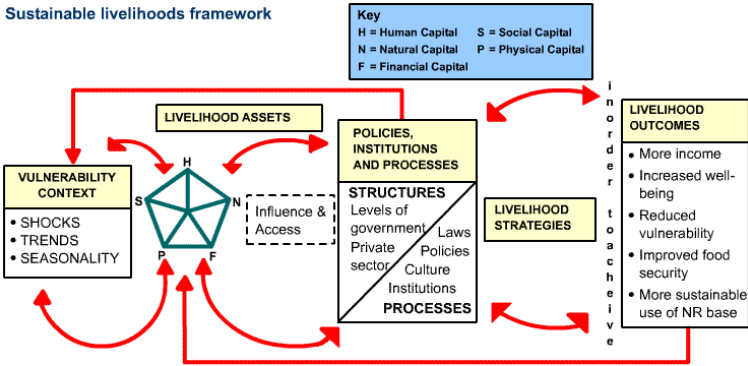 Sustainable livelihoods framework
Key
H = Human Capital S = Social Capital
N = Natural Capital P = Physical Capital
F = Financial Capital
LIVELIHOOD ASSETS
VULNERABILITY
CONTEXT
• SHOCKS
• TRENDS
• SEASONALITY
H
S
N
P
F
Influence &
Access
POLICIES,
INSTITUTIONS
AND PROCESSES
STRUCTURES
Levels of
government
Private
sector
Laws
Policies
Culture
Institutions
PROCESSES
LIVELIHOOD
STRATEGIES
inorder toacheive
LIVELIHOOD
OUTCOMES
• More income
• Increased well-
being
• Reduced
vulnerability
• Improved food
security
• More sustainable
use of NR base